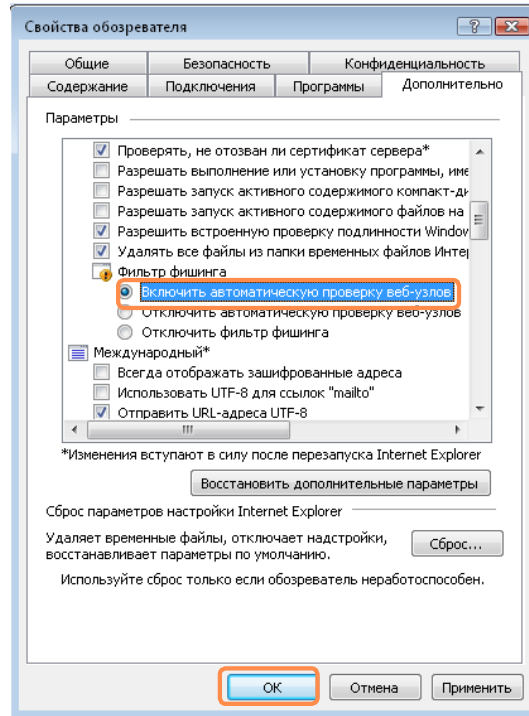 Свойства обозревателя
Общие
Безопасность
Конфиденциальность
Содержание
Подключения
Программы
Дополнительно
Параметры
Проверять, не отозван ли сертификат сервера*
Разрешать выполнение или установку программы, име
Разрешать запуск активного содержимого компакт-ди
Разрешать запуск активного содержимого файлов на
Разрешить встроенную проверку подлинности Window
Удалять все файлы из папки временных файлов Интер
Фильтр фишинга
Включить автоматическую проверку веб-узлов
Отключить автоматическую проверку веб-узлов
Отключить фильтр фишинга
Международный*
Всегда отображать зашифрованные адреса
Использовать UTF-8 для ссылок "mailto"
Отправить URL-адреса UTF-8
*Изменения вступают в силу после перезапуска Internet Explorer
Восстановить дополнительные параметры
Сброс параметров настройки Internet Explorer
Удаляет временные файлы, отключает надстройки,
восстанавливает параметры по умолчанию.
Сброс...
Используйте сброс только если обозреватель неработоспособен.
ОК
Отмена
Применить